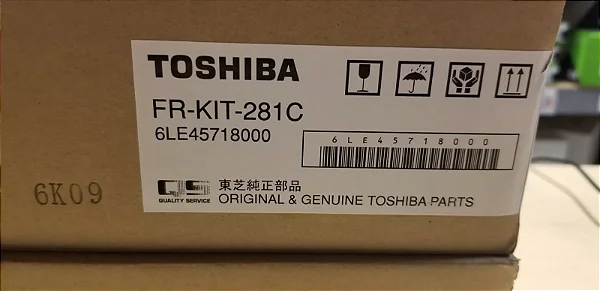 TOSHIBA
FR-KIT-281C
6LE45718000
6LE45718000
6K09
QS
QUALITY SERVICE
東芝純正部品
ORIGINAL & GENUINE TOSHIBA PARTS